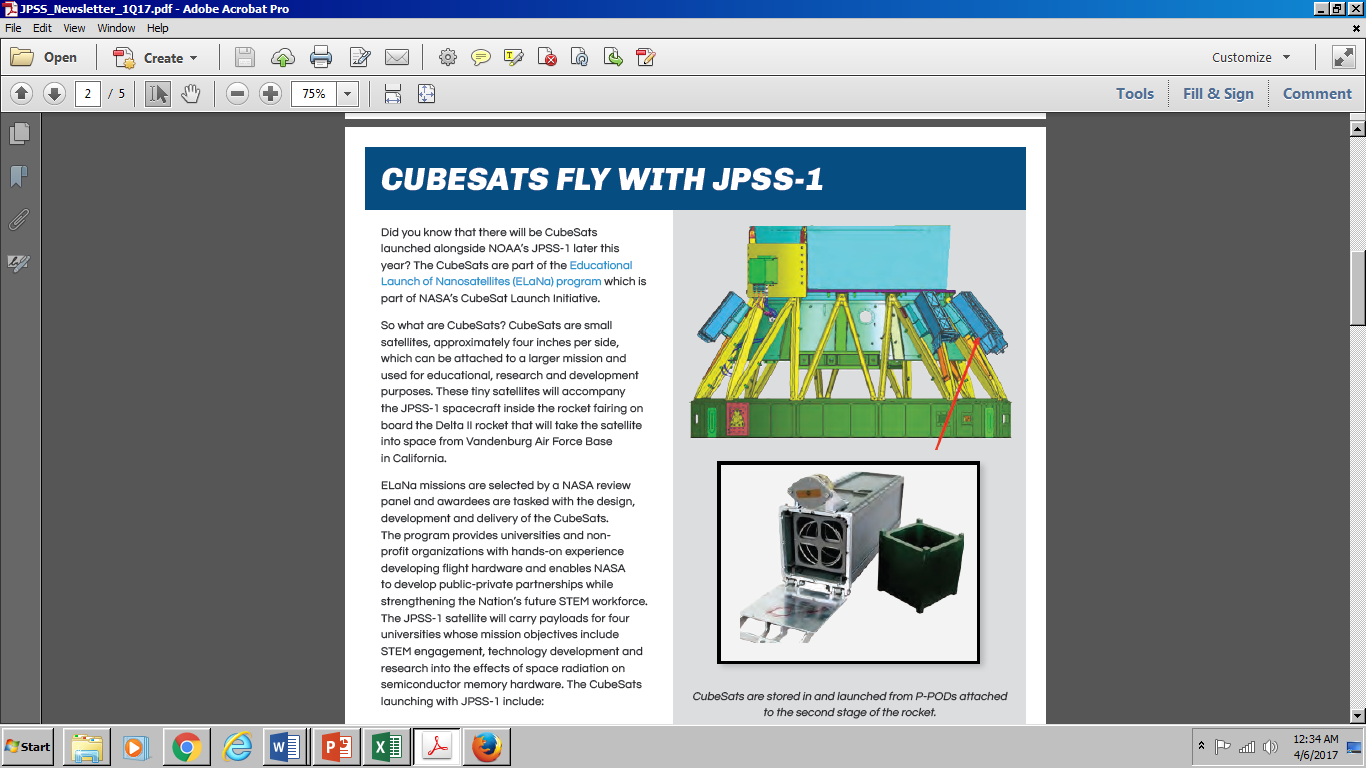 JPSS_Newsletter_1Q17.pdf - Adobe Acrobat Pro
File Edit View Window Help
Open Create Customize
2 / 5 75% Tools Fill & Sign Comment
CUBESATS FLY WITH JPSS-1
Did you know that there will be CubeSats
launched alongside NOAA's JPSS-1 later this
year? The CubeSats are part of the Educational
Launch of Nanosatellites (ELaNa) program which is
part of NASA's CubeSat Launch Initiative.
So what are CubeSats? CubeSats are small
satellites, approximately four inches per side,
which can be attached to a larger mission and
used for educational, research and development
purposes. These tiny satellites will accompany
the JPSS-1 spacecraft inside the rocket fairing on
board the Delta II rocket that will take the satellite
into space from Vandenburg Air Force Base
in California.
ELaNa missions are selected by a NASA review
panel and awardees are tasked with the design,
development and delivery of the CubeSats.
The program provides universities and non-
profit organizations with hands-on experience
developing flight hardware and enables NASA
to develop public-private partnerships while
strengthening the Nation's future STEM workforce.
The JPSS-1 satellite will carry payloads for four
universities whose mission objectives include
STEM engagement, technology development and
research into the effects of space radiation on
semiconductor memory hardware. The CubeSats
launching with JPSS-1 include:
CubeSats are stored in and launched from P-PODs attached
to the second stage of the rocket.
Start
12:34 AM
4/6/2017